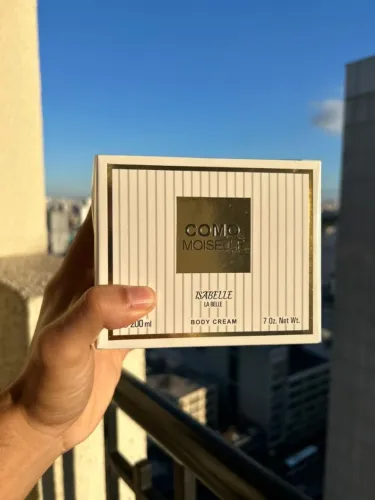 COMO
MOISELLE
ISABELLE
LA BELLE
200 ml BODY CREAM 7 Oz. Net Wt.